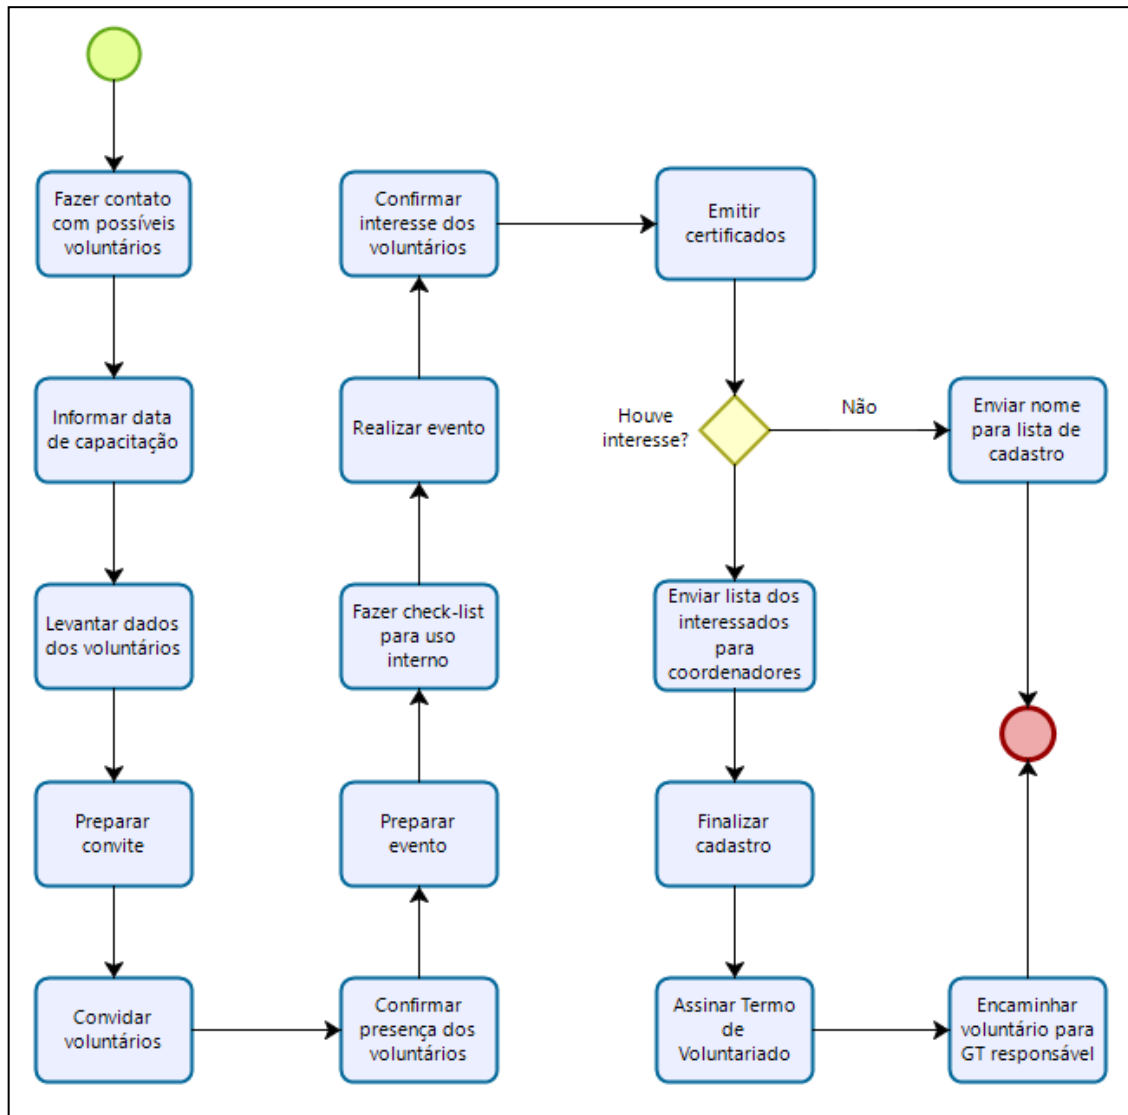 Fazer contato
com possíveis
voluntários
Informar data
de capacitação
Levantar dados
dos voluntários
Preparar
convite
Convidar
voluntários
Confirmar
presença dos
voluntários
Preparar
evento
Fazer check-list
para uso
interno
Realizar evento
Confirmar
interesse dos
voluntários
Emitir
certificados
Houve
interesse?
Não
Enviar nome
para lista de
cadastro
Enviar lista dos
interessados
para
coordenadores
Finalizar
cadastro
Assinar Termo
de
Voluntariado
Encaminhar
voluntário para
GT responsável